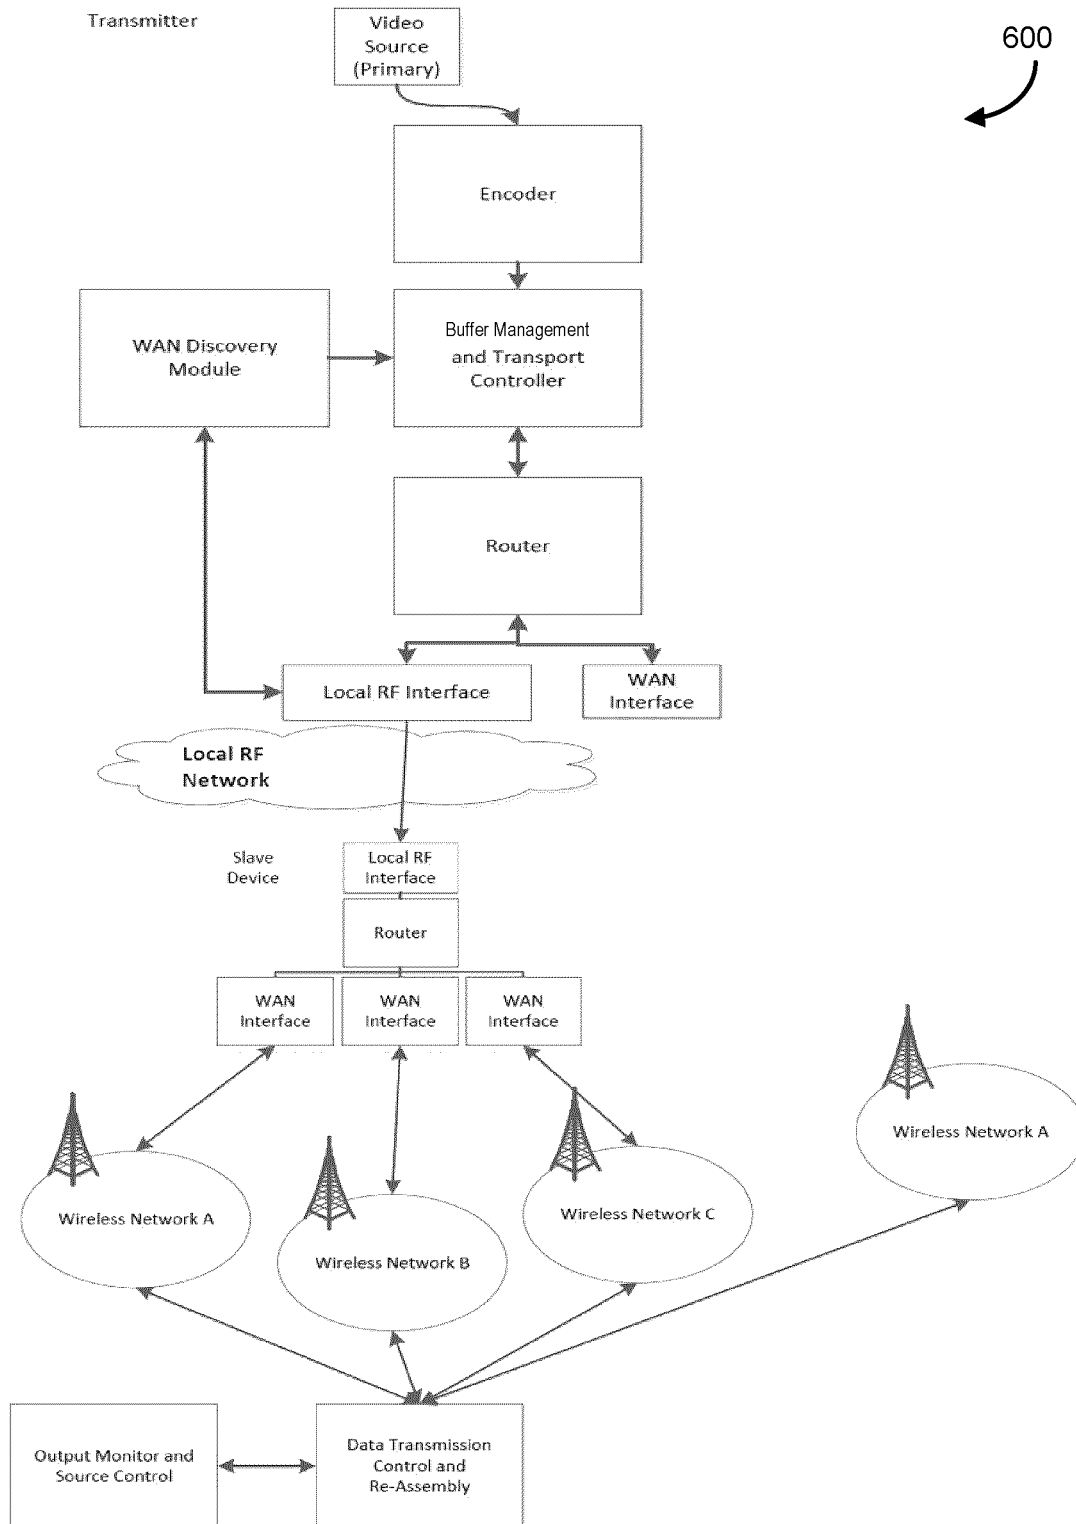 Transmitter
Video
Source
(Primary)
600
Encoder
WAN Discovery
Module
Buffer Management
and Transport
Controller
Router
Local RF Interface
WAN
Interface
Local RF
Network
Slave
Device
Local RF
Interface
Router
WAN
Interface
WAN
Interface
WAN
Interface
Wireless Network A
Wireless Network B
Wireless Network C
Wireless Network A
Output Monitor and
Source Control
Data Transmission
Control and
Re-Assembly